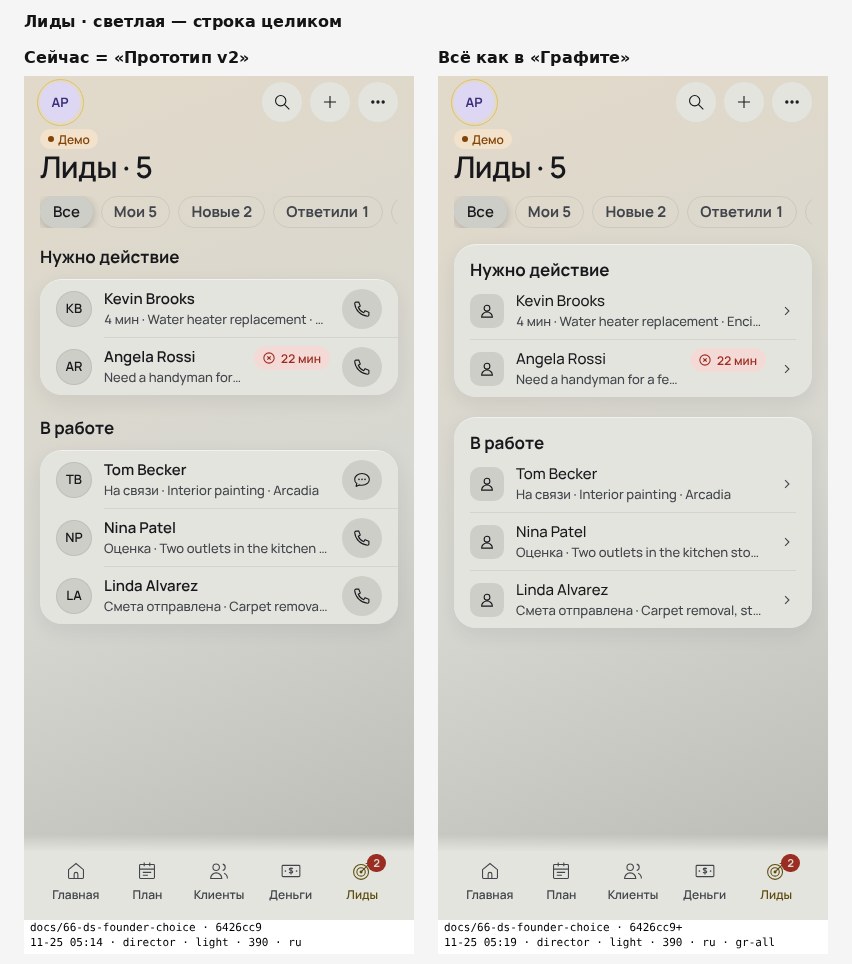 Лиды · светлая — строка целиком
Сейчас = «Прототип v2»
AP
Демо
Лиды · 5
Все
Мои 5
Новые 2
Ответили 1
Нужно действие
KB
Kevin Brooks
4 мин · Water heater replacement · ...
AR
Angela Rossi
22 мин
Need a handyman for...
В работе
TB
Tom Becker
На связи · Interior painting · Arcadia
NP
Nina Patel
Оценка · Two outlets in the kitchen ...
LA
Linda Alvarez
Смета отправлена · Carpet remova...
2
Главная
План
Клиенты
Деньги
Лиды
docs/66-ds-founder-choice · 6426cc9
11-25 05:14 · director · light · 390 · ru
Всё как в «Графите»
AP
Демо
Лиды · 5
Все
Мои 5
Новые 2
Ответили 1
Нужно действие
Kevin Brooks
4 мин · Water heater replacement · Enci...
Angela Rossi
22 мин
Need a handyman for a fe...
В работе
Tom Becker
На связи · Interior painting · Arcadia
Nina Patel
Оценка · Two outlets in the kitchen sto...
Linda Alvarez
Смета отправлена · Carpet removal, st...
2
Главная
План
Клиенты
Деньги
Лиды
docs/66-ds-founder-choice · 6426cc9+
11-25 05:19 · director · light · 390 · ru · gr-all